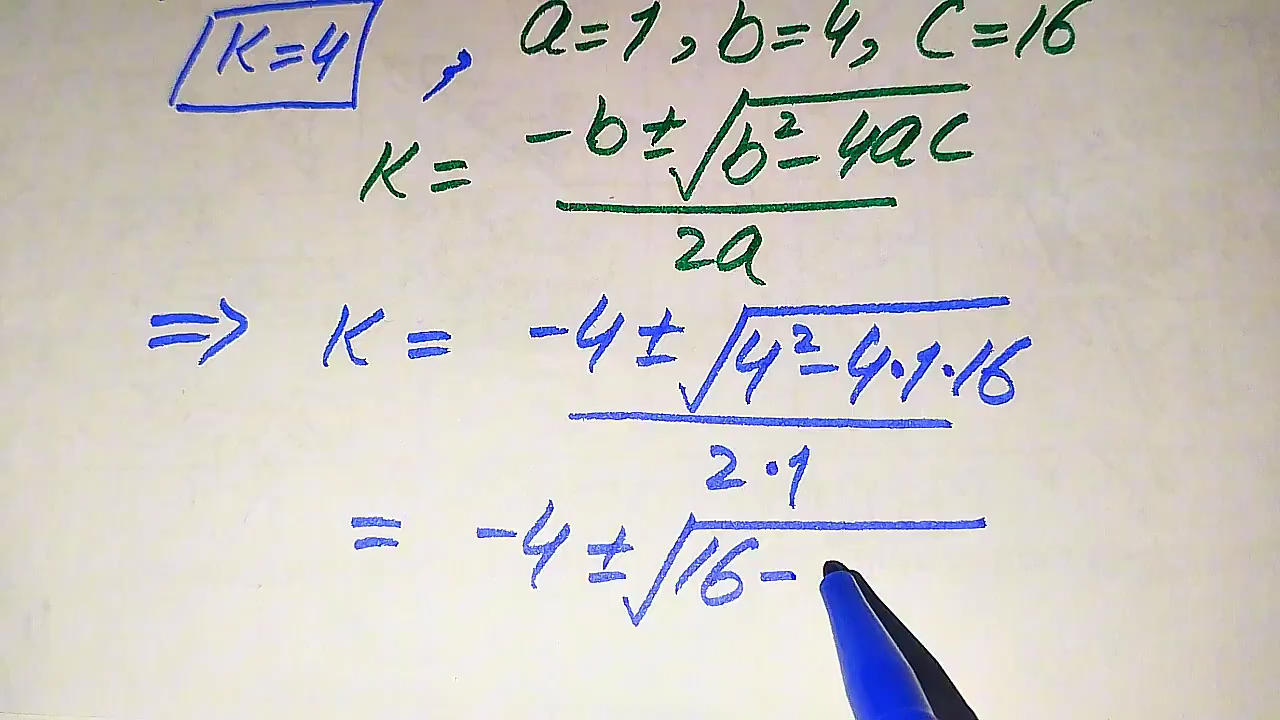 K=4 , a=1, b=4, C=16
K = -b ± √b²-4ac
2a
⇒ K = -4 ± √4²-4·1·16
2·1
= -4 ± √16-